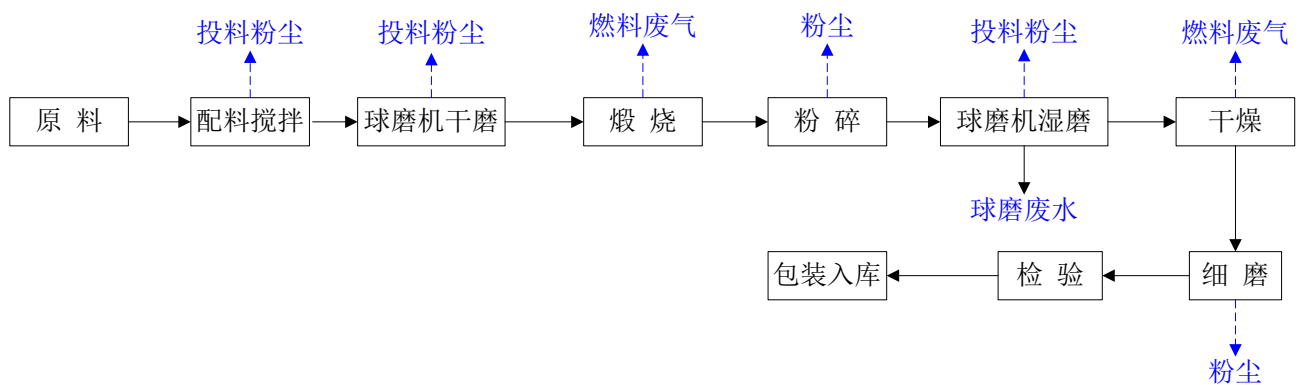 投料粉尘
投料粉尘
燃料废气
粉尘
投料粉尘
燃料废气
原 料
配料搅拌
球磨机干磨
煅 烧
粉 碎
球磨机湿磨
干燥
球磨废水
包装入库
检 验
细 磨
粉尘